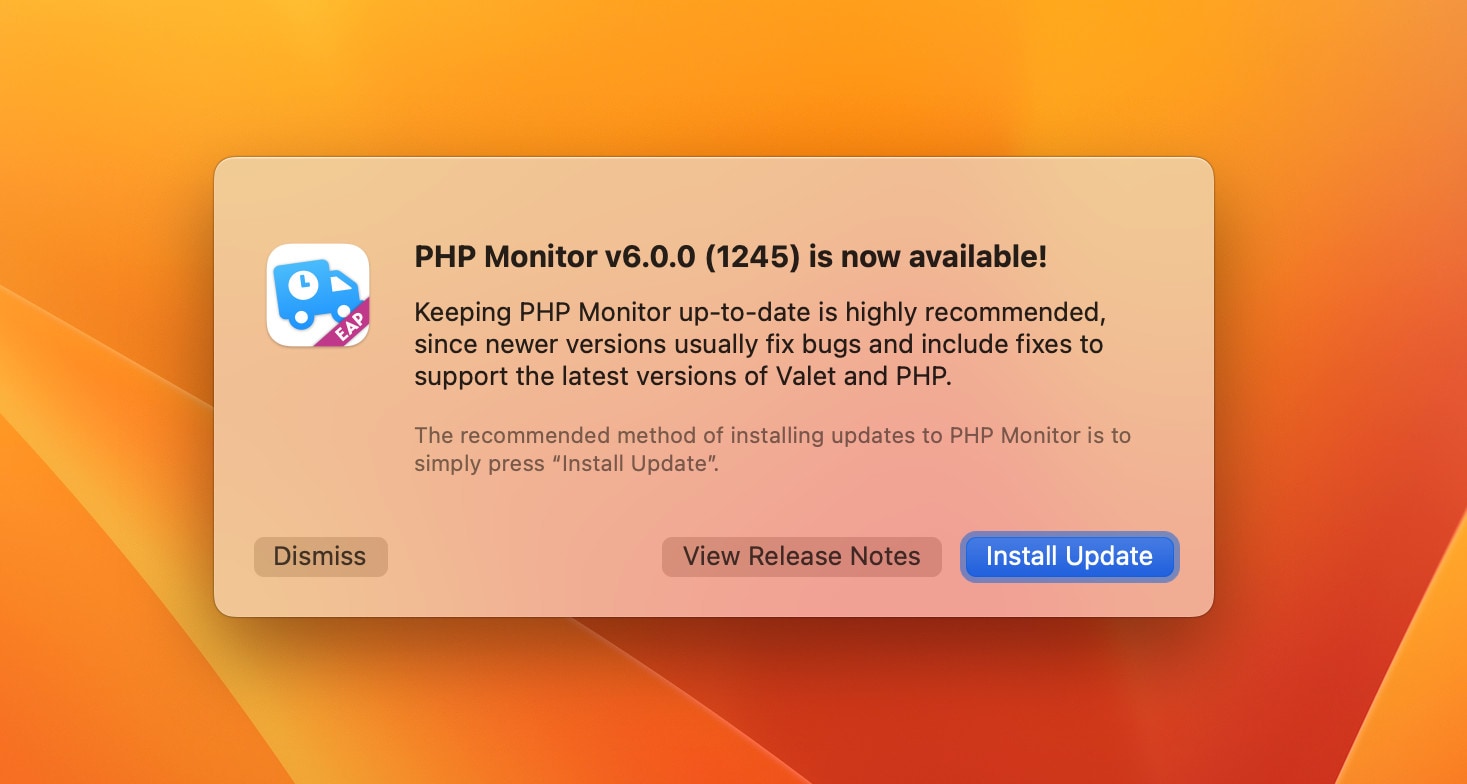 PHP Monitor v6.0.0 (1245) is now available!
Keeping PHP Monitor up-to-date is highly recommended,
since newer versions usually fix bugs and include fixes to
support the latest versions of Valet and PHP.
EAP
The recommended method of installing updates to PHP Monitor is to
simply press “Install Update”.
Dismiss
View Release Notes
Install Update